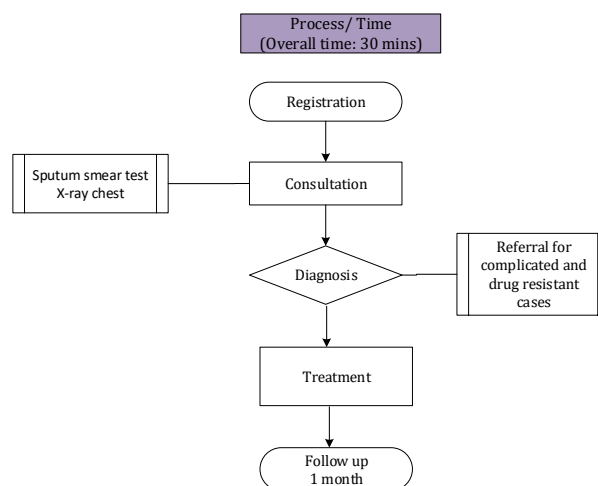 Process/ Time
(Overall time: 30 mins)
Registration
Sputum smear test
X-ray chest
Consultation
Diagnosis
Referral for
complicated and
drug resistant
cases
Treatment
Follow up
1 month